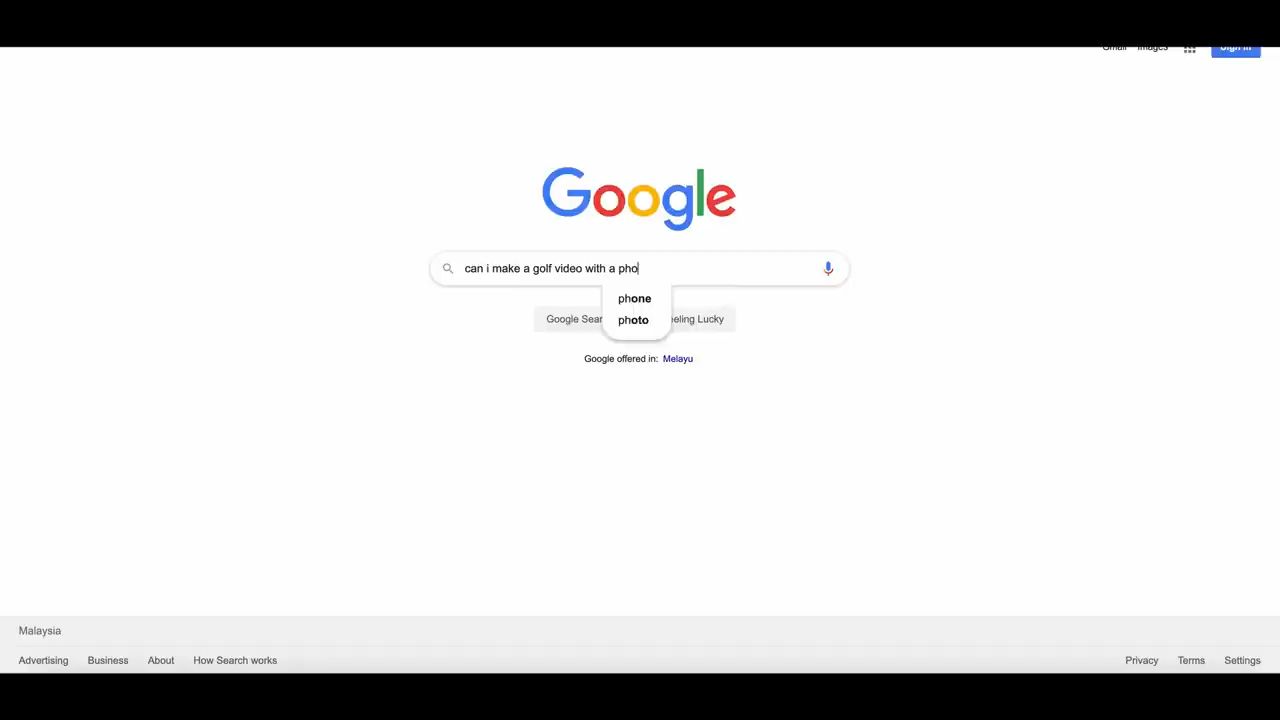 Gmail Images Sign in
Google
can i make a golf video with a pho
phone
photo
Google Sear eeling Lucky
Google offered in: Melayu
Malaysia
Advertising Business About How Search works Privacy Terms Settings